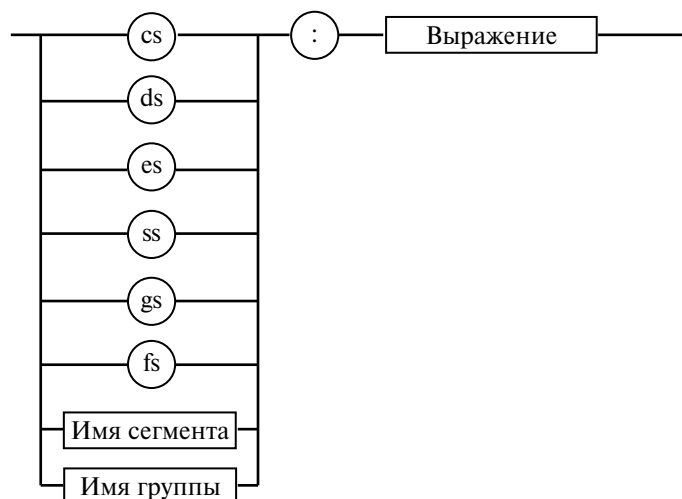 cs : Выражение
ds
es
ss
gs
fs
Имя сегмента
Имя группы